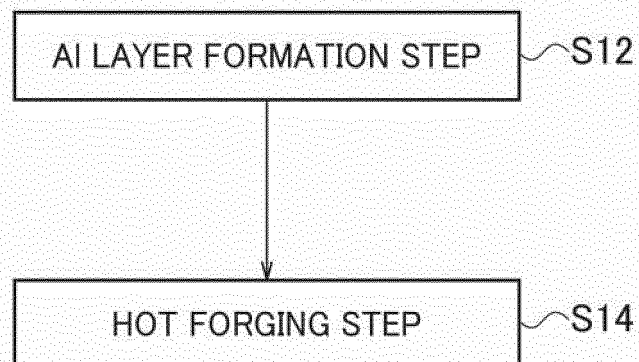 Al LAYER FORMATION STEP S12
HOT FORGING STEP S14